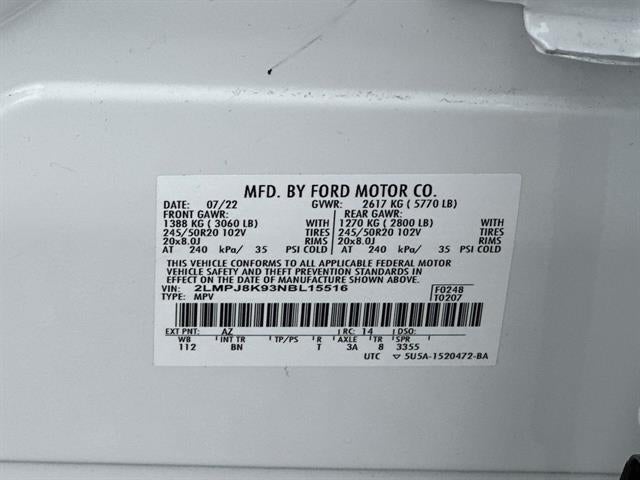 MFD. BY FORD MOTOR CO.
DATE: 07/22 GVWR: 2617 KG ( 5770 LB)
FRONT GAWR: REAR GAWR:
1388 KG ( 3060 LB) WITH 1270 KG ( 2800 LB) WITH
245/50R20 102V TIRES 245/50R20 102V TIRES
20x8.0J RIMS 20x8.0J RIMS
AT 240 kPa/ 35 PSI COLD AT 240 kPa/ 35 PSI COLD
THIS VEHICLE CONFORMS TO ALL APPLICABLE FEDERAL MOTOR
VEHICLE SAFETY AND THEFT PREVENTION STANDARDS IN EFFECT ON
THE DATE OF MANUFACTURE SHOWN ABOVE.
VIN: 2LMPJ8K93NBL15516 F0248
TYPE: MPV T0207
EXT PNT: AZ RC: 14 DSO:
WB INT TR TP/PS R AXLE TR SPR
112 BN T 3A 8 3355
UTC ▽ 5U5A-1520472-BA